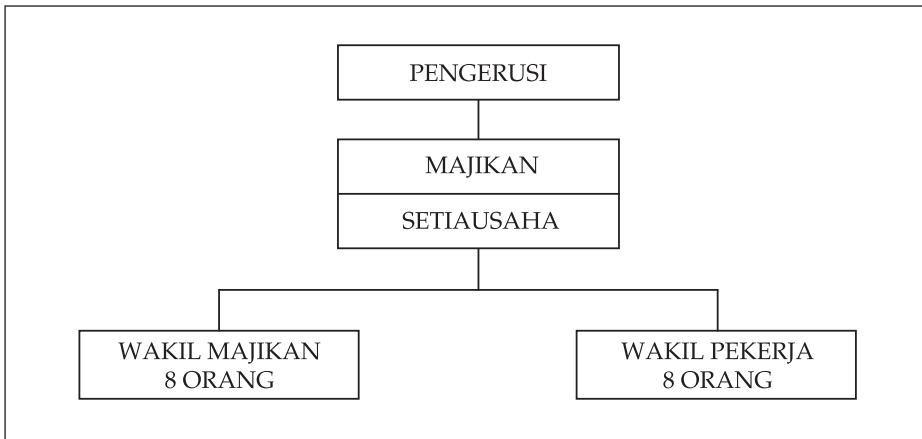 PENGERUSI
MAJIKAN
SETIAUSAHA
WAKIL MAJIKAN
8 ORANG
WAKIL PEKERJA
8 ORANG